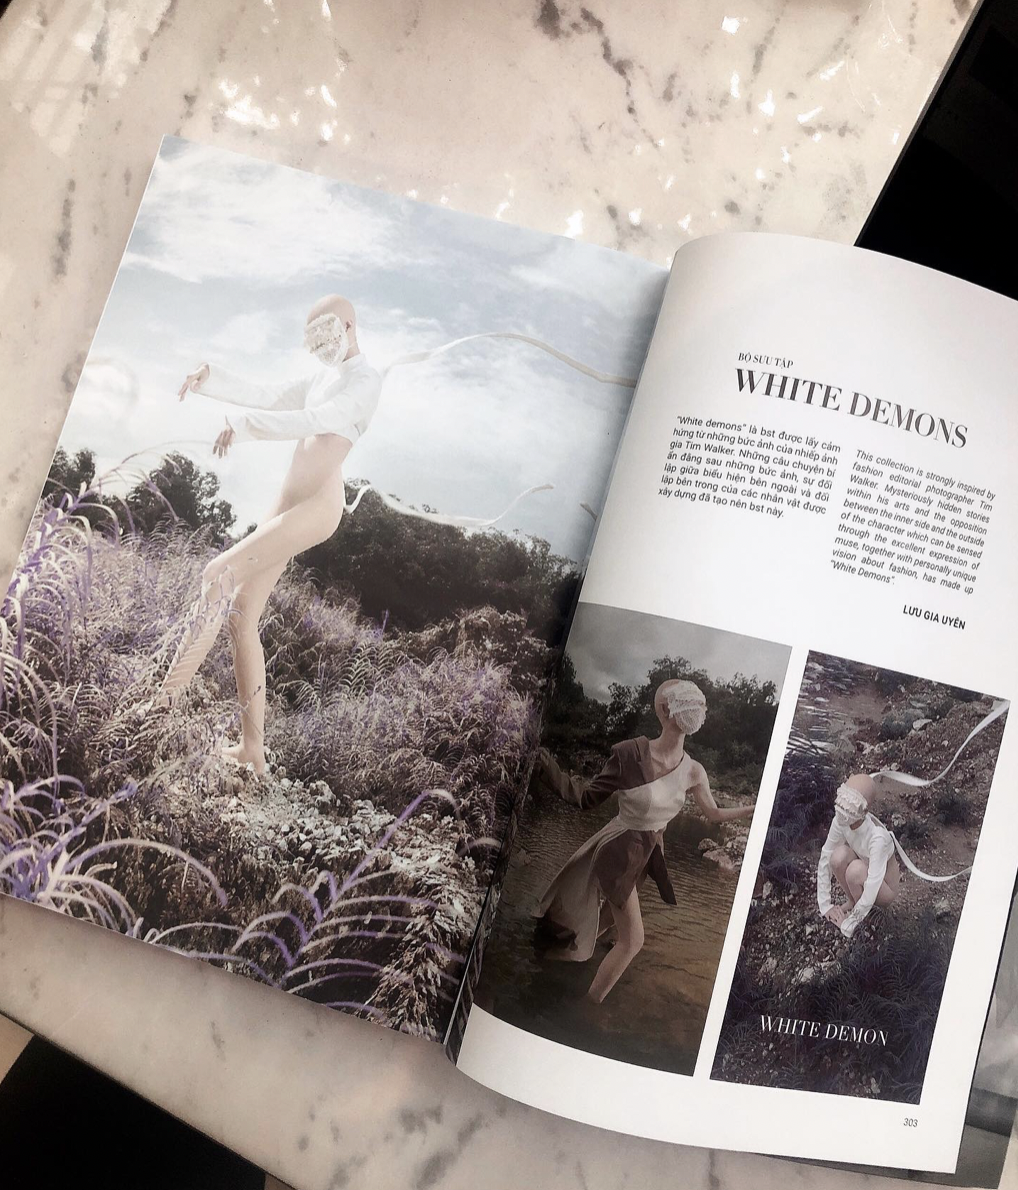 BỘ SƯU TẬP
WHITE DEMONS
"White demons" là bst được lấy cảm
hứng từ những bức ảnh của nhiếp ảnh
gia Tim Walker. Những câu chuyện bí
ẩn đằng sau những bức ảnh, sự đối
lập giữa biểu hiện bên ngoài và đối
lập bên trong của các nhân vật được
xây dựng đã tạo nên bst này.
This collection is strongly inspired by
fashion editorial photographer Tim
Walker. Mysteriously hidden stories
within his arts and the opposition
between the inner side and the outside
of the character which can be sensed
through the excellent expression of
muse, together with personally unique
vision about fashion, has made up
"White Demons".
LƯU GIA UYÊN
WHITE DEMON
303